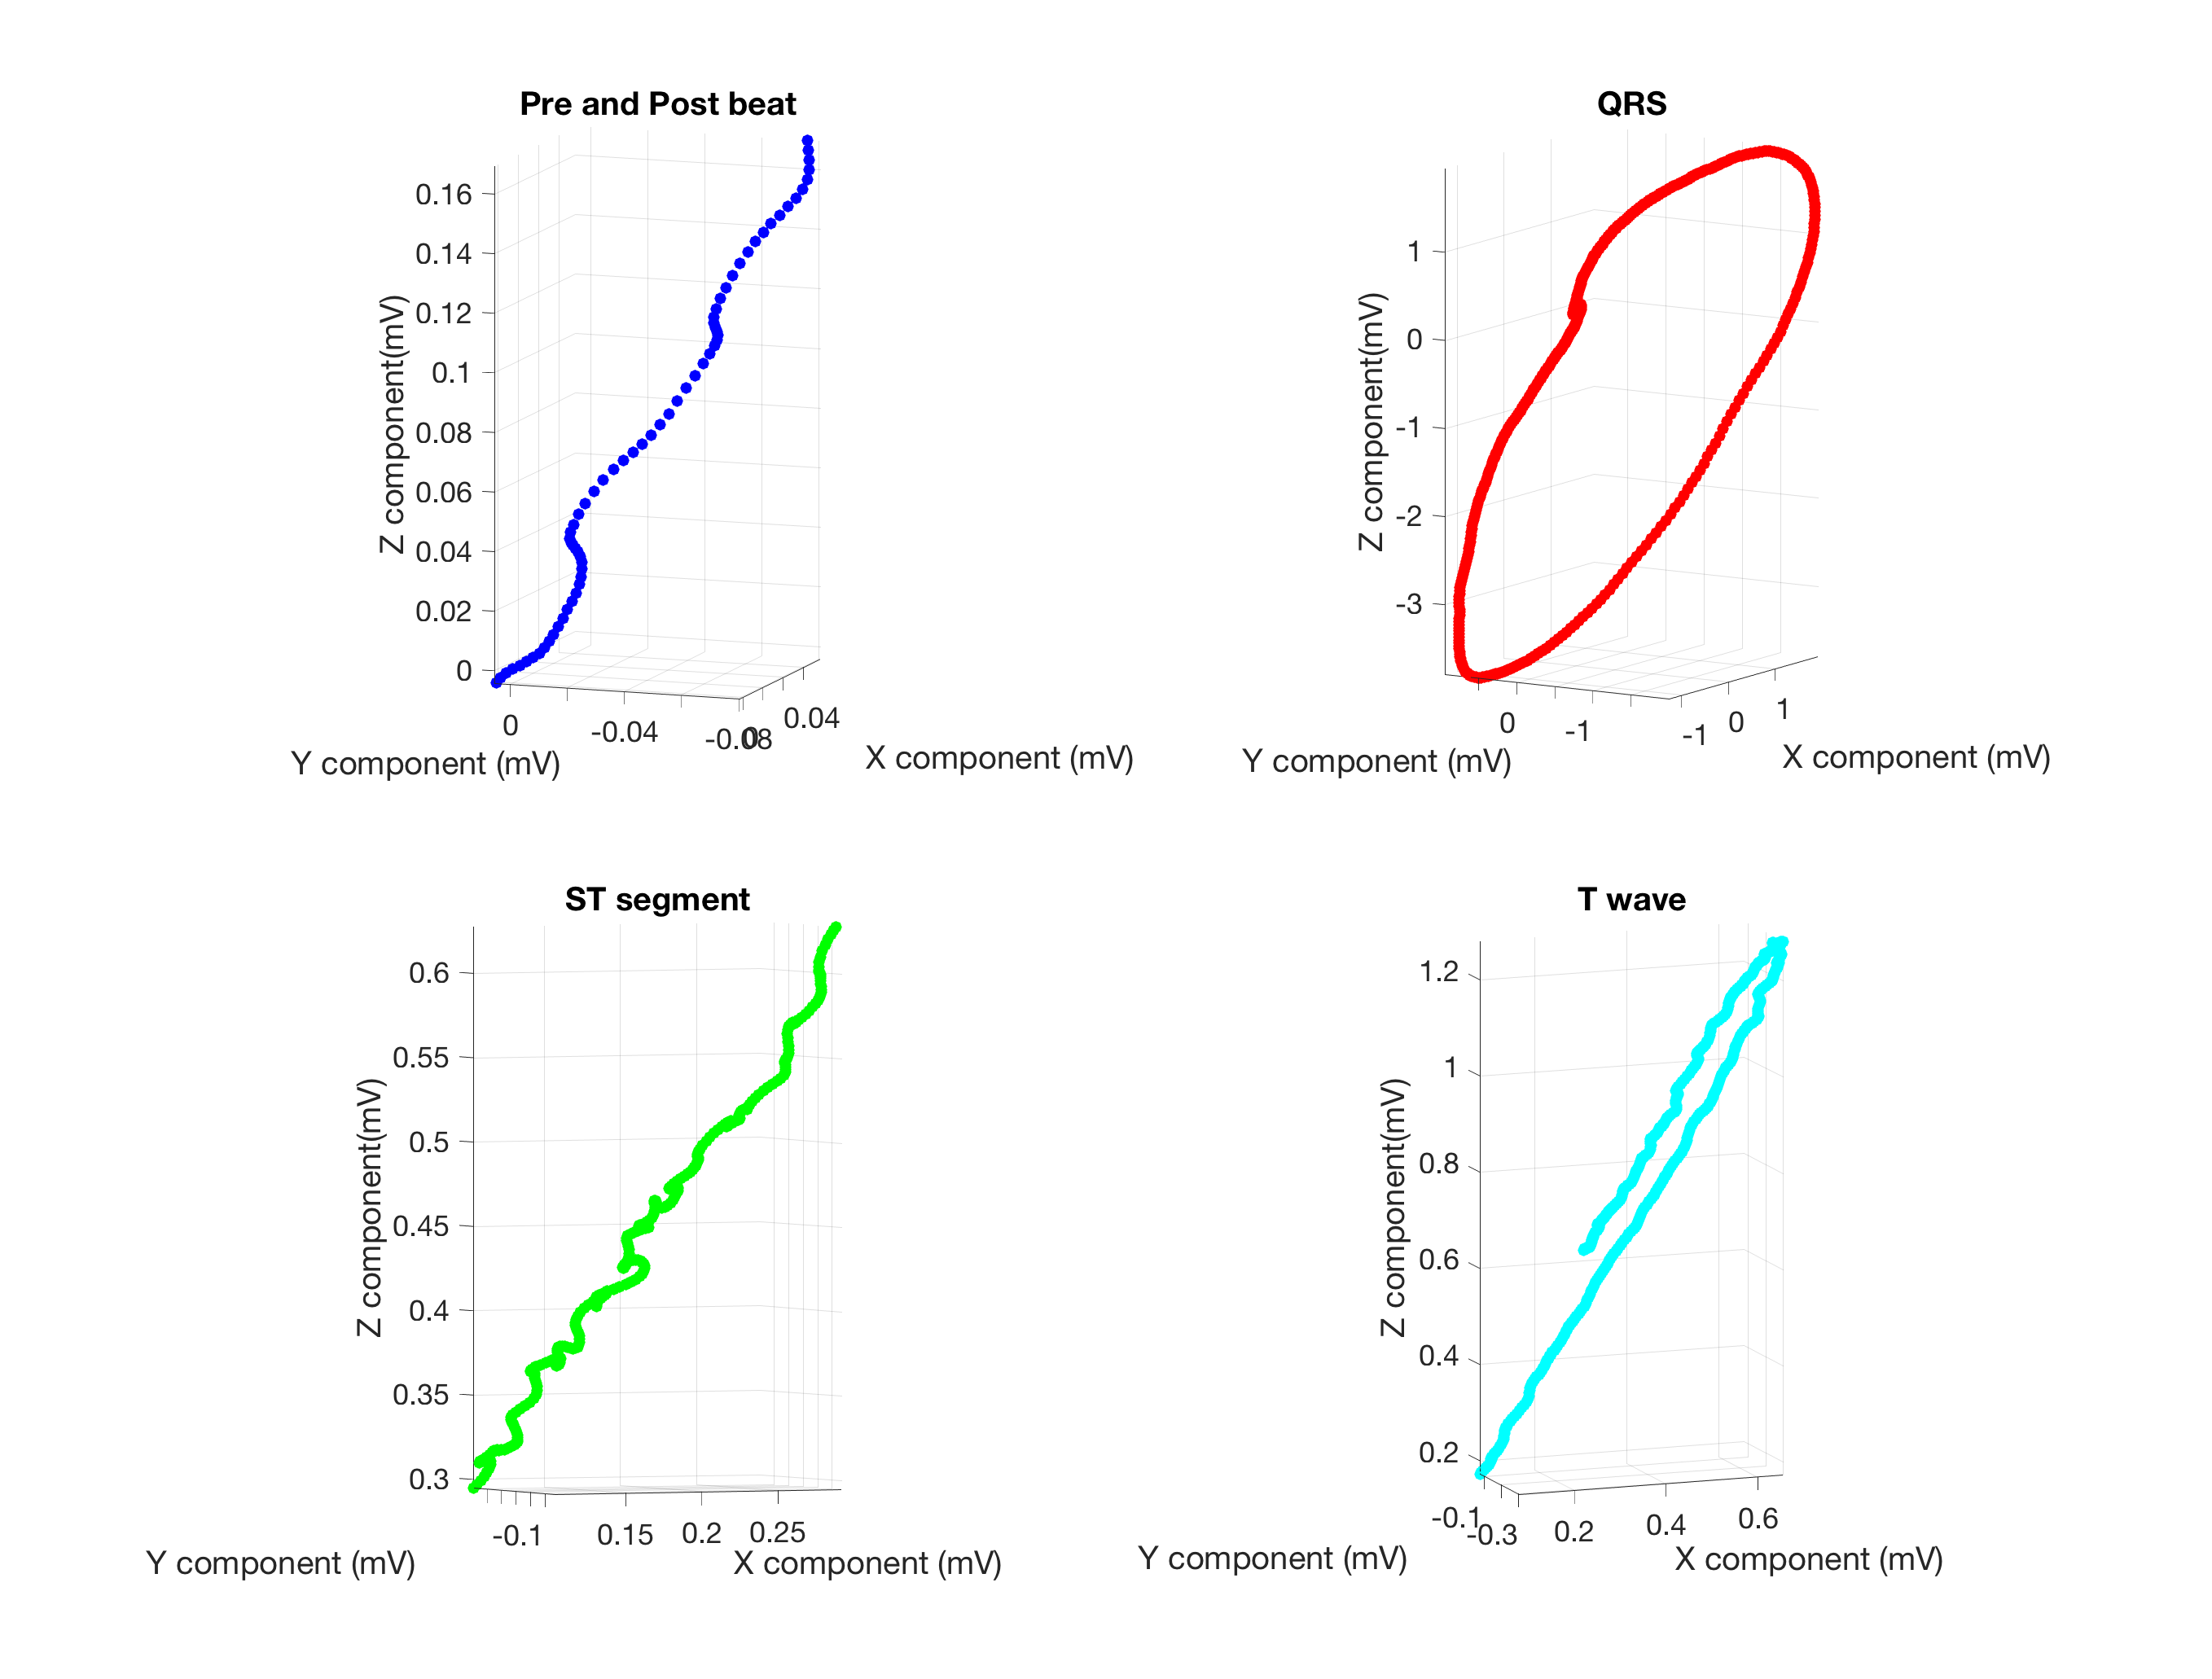 Pre and Post beat
0.16
0.14
0.12
0.1
0.08
0.06
0.04
0.02
0
Z component(mV)
0
-0.04
-0.08
0
0.04
Y component (mV)
X component (mV)
QRS
1
0
-1
-2
-3
Z component(mV)
0
-1
-1
0
1
Y component (mV)
X component (mV)
ST segment
0.6
0.55
0.5
0.45
0.4
0.35
0.3
Z component(mV)
-0.1
0.15
0.2
0.25
Y component (mV)
X component (mV)
T wave
1.2
1
0.8
0.6
0.4
0.2
Z component(mV)
-0.1
-0.3
0.2
0.4
0.6
Y component (mV)
X component (mV)